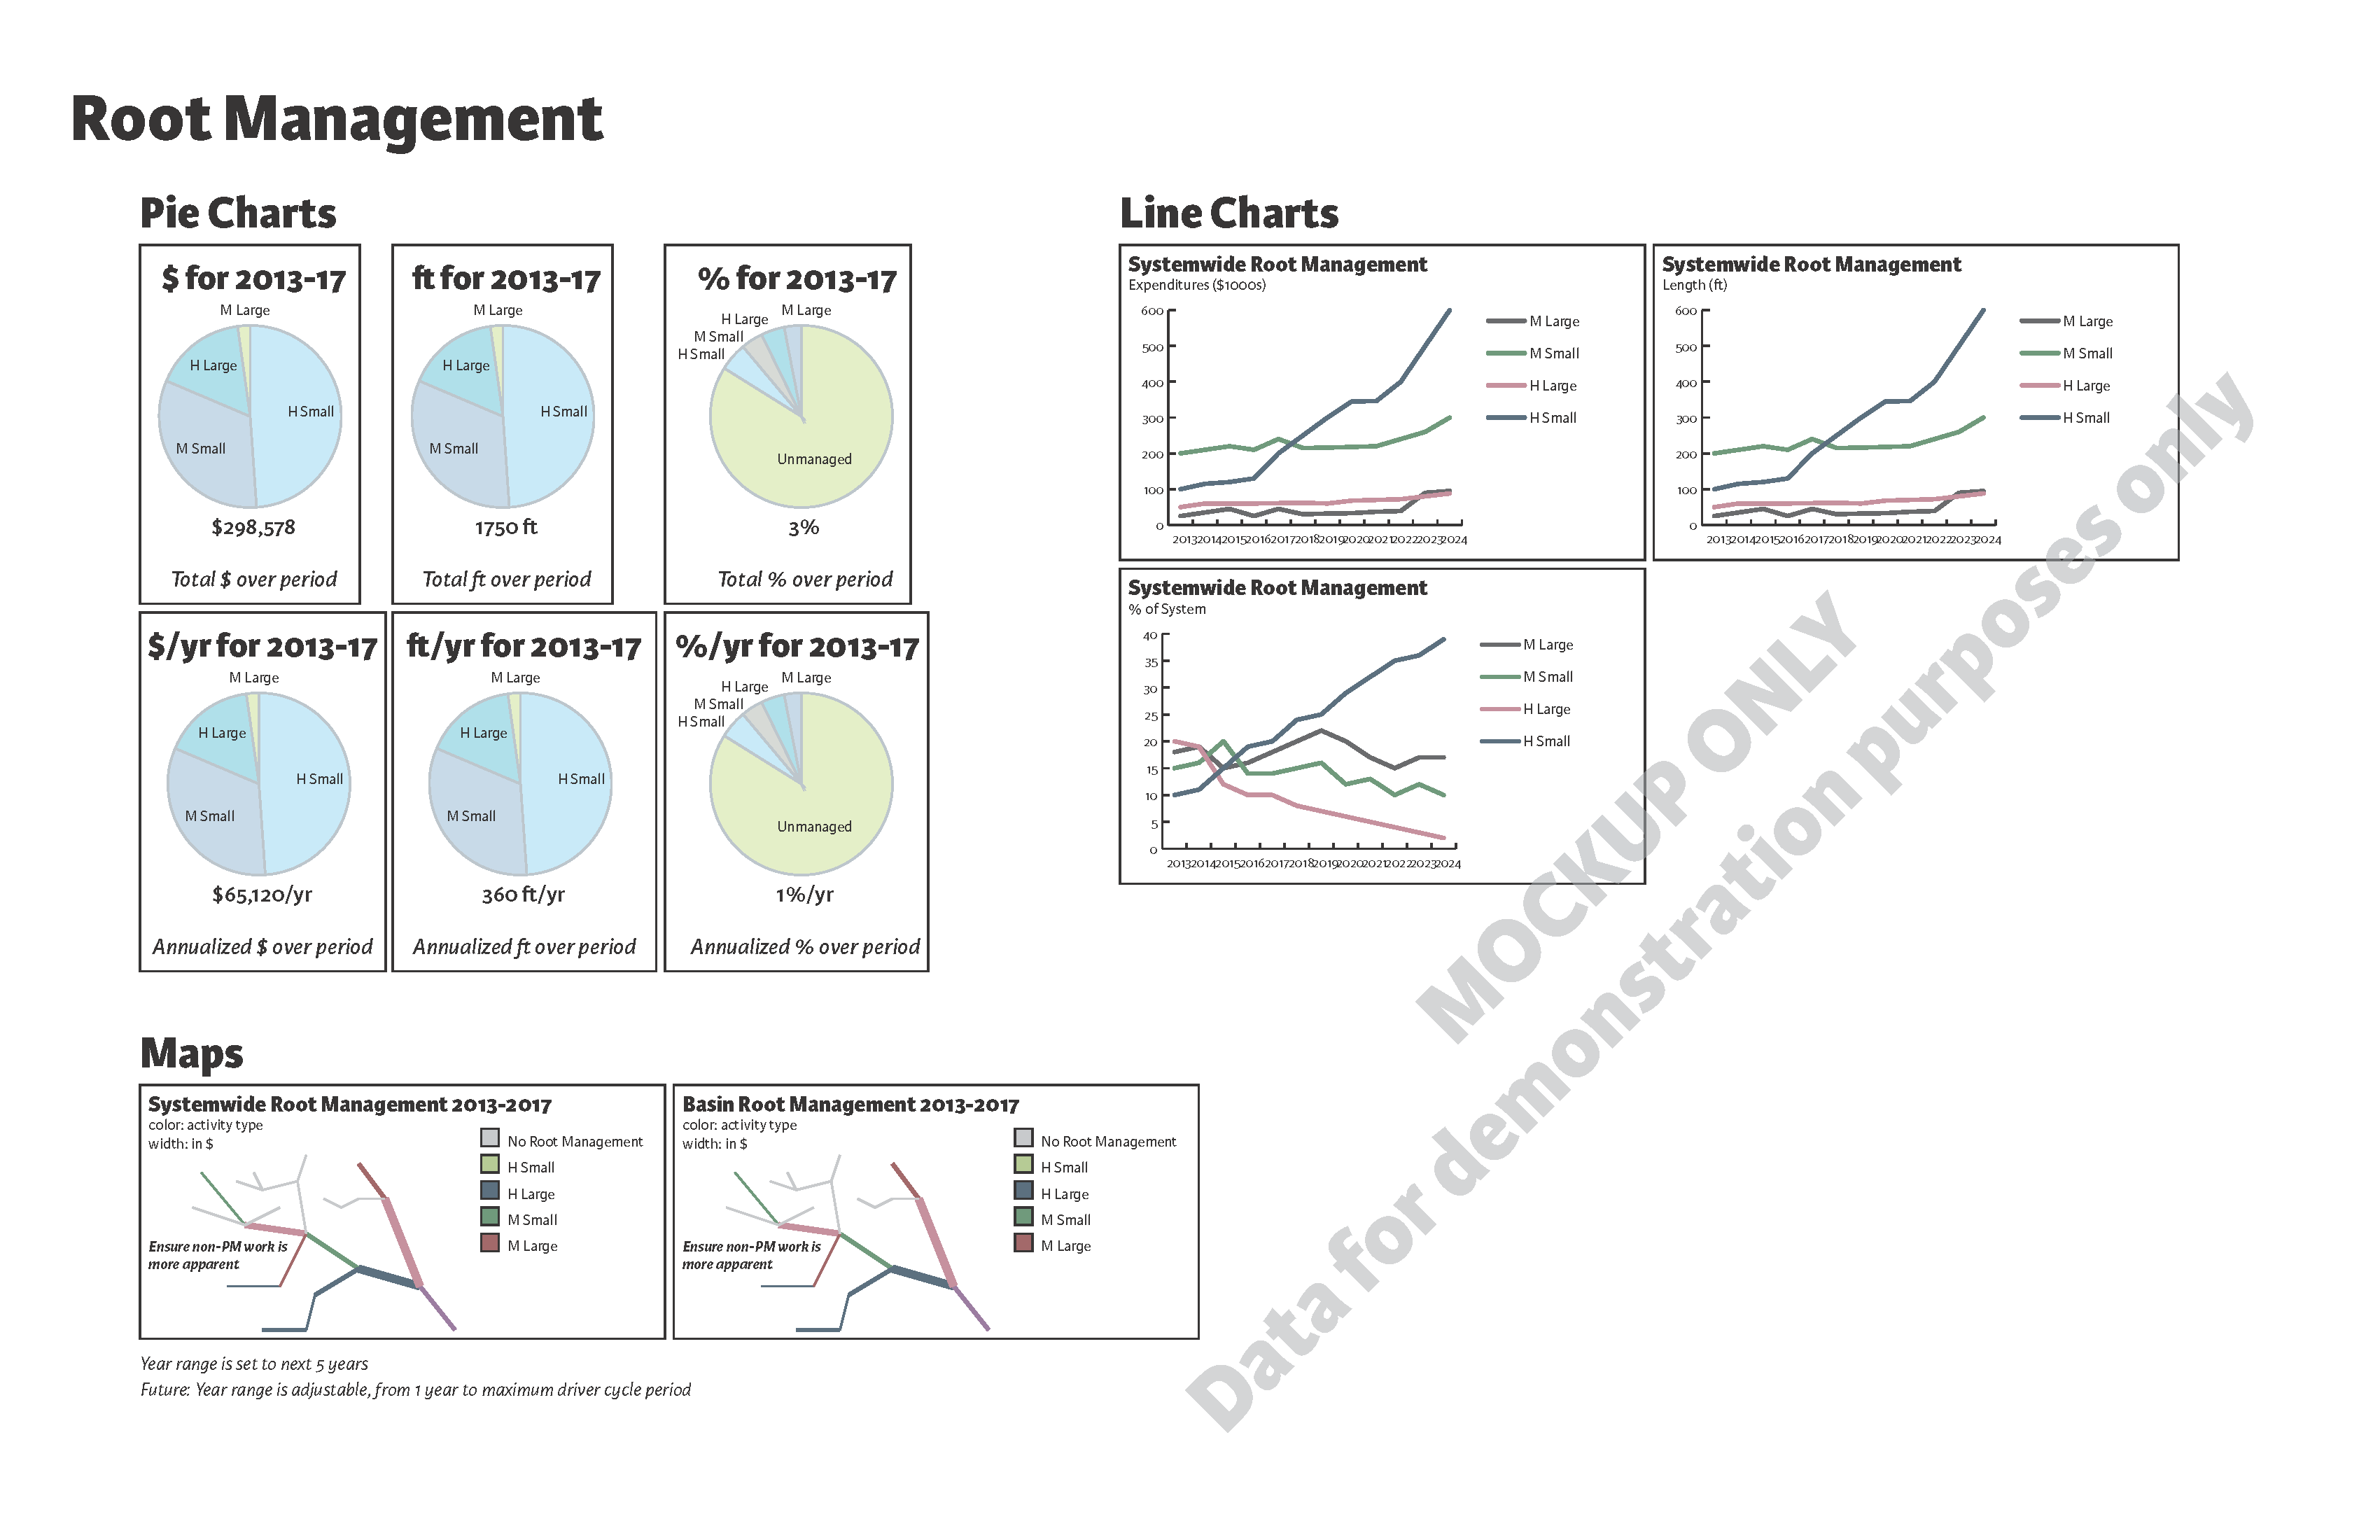 Root Management
Pie Charts
$ for 2013-17
M Large
H Large
H Small
M Small
$298,578
Total $ over period
ft for 2013-17
M Large
H Large
H Small
M Small
1750 ft
Total ft over period
% for 2013-17
M Large
H Large
M Small
H Small
Unmanaged
3%
Total % over period
$/yr for 2013-17
M Large
H Large
H Small
M Small
$65,120/yr
Annualized $ over period
ft/yr for 2013-17
M Large
H Large
H Small
M Small
360 ft/yr
Annualized ft over period
%/yr for 2013-17
M Large
H Large
M Small
H Small
Unmanaged
1%/yr
Annualized % over period
Line Charts
Systemwide Root Management
Expenditures ($1000s)
600
500
400
300
200
100
0
2013 2014 2015 2016 2017 2018 2019 2020 2021 2022 2023 2024
M Large
M Small
H Large
H Small
Systemwide Root Management
Length (ft)
600
500
400
300
200
100
0
2013 2014 2015 2016 2017 2018 2019 2020 2021 2022 2023 2024
M Large
M Small
H Large
H Small
Systemwide Root Management
% of System
40
35
30
25
20
15
10
5
0
2013 2014 2015 2016 2017 2018 2019 2020 2021 2022 2023 2024
M Large
M Small
H Large
H Small
Maps
Systemwide Root Management 2013-2017
color: activity type
width: in $
No Root Management
H Small
H Large
M Small
M Large
Ensure non-PM work is
more apparent
Basin Root Management 2013-2017
color: activity type
width: in $
No Root Management
H Small
H Large
M Small
M Large
Ensure non-PM work is
more apparent
Year range is set to next 5 years
Future: Year range is adjustable, from 1 year to maximum driver cycle period
MOCKUP ONLY
Data for demonstration purposes only